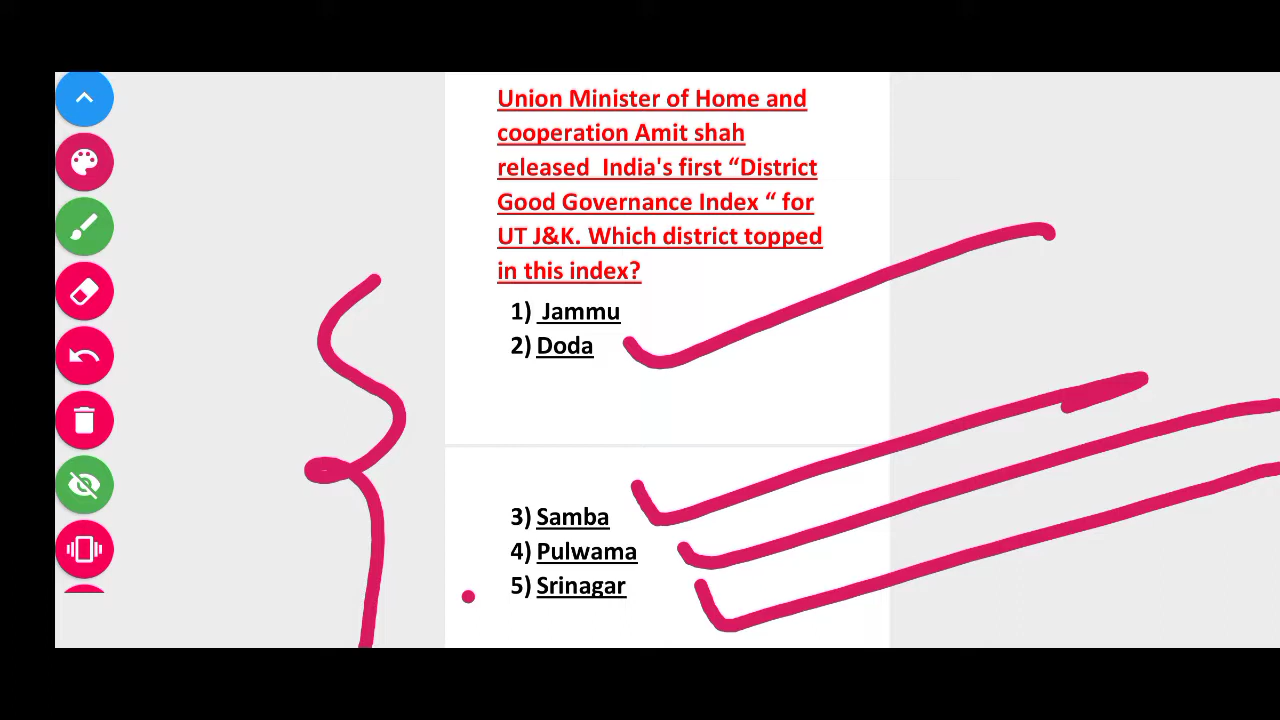 Union Minister of Home and
cooperation Amit shah
released  India's first “District
Good Governance Index “ for
UT J&K. Which district topped
in this index?
1) Jammu
2) Doda
3) Samba
4) Pulwama
5) Srinagar